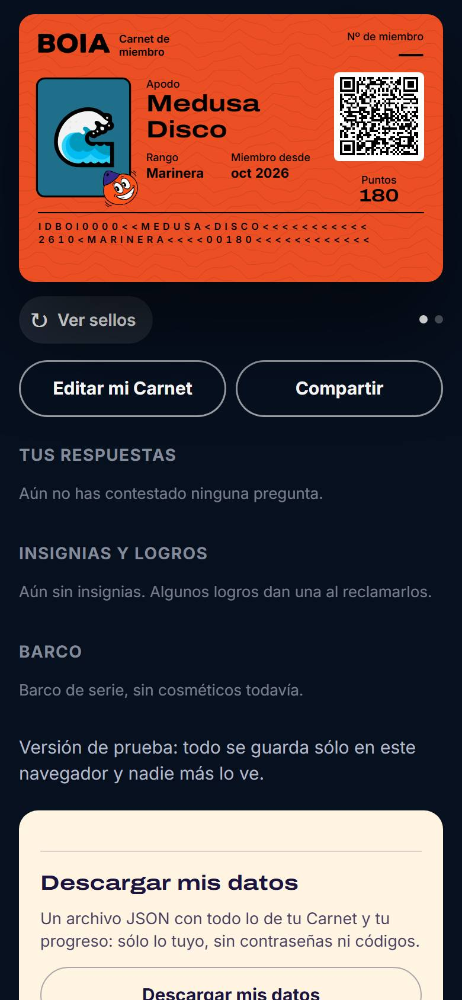 BOIA
Carnet de
miembro
Nº de miembro
—
Apodo
Medusa
Disco
Rango
Marinera
Miembro desde
oct 2026
Puntos
180
IDBOI0000<<MEDUSA<DISCO<<<<<<<<<<<
2610<MARINERA<<<<00180<<<<<<<<<<<<
↻ Ver sellos
Editar mi Carnet
Compartir
TUS RESPUESTAS
Aún no has contestado ninguna pregunta.
INSIGNIAS Y LOGROS
Aún sin insignias. Algunos logros dan una al reclamarlos.
BARCO
Barco de serie, sin cosméticos todavía.
Versión de prueba: todo se guarda sólo en este
navegador y nadie más lo ve.
Descargar mis datos
Un archivo JSON con todo lo de tu Carnet y tu
progreso: sólo lo tuyo, sin contraseñas ni códigos.
Descargar mis datos